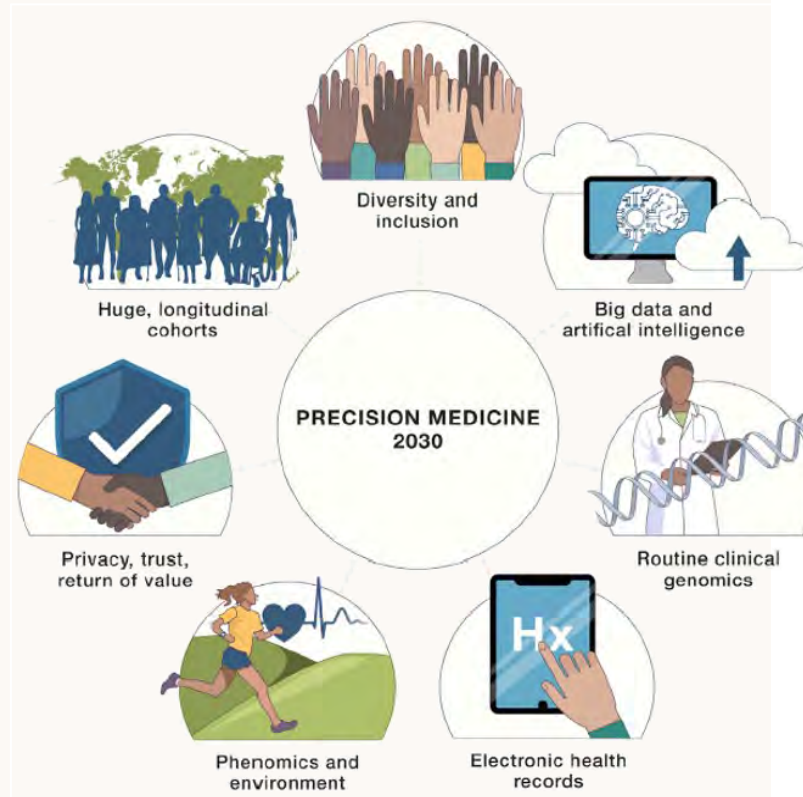 Diversity and
inclusion
Big data and
artifical intelligence
Routine clinical
genomics
Hx
Electronic health
records
Phenomics and
environment
Privacy, trust,
return of value
Huge, longitudinal
cohorts
PRECISION MEDICINE
2030